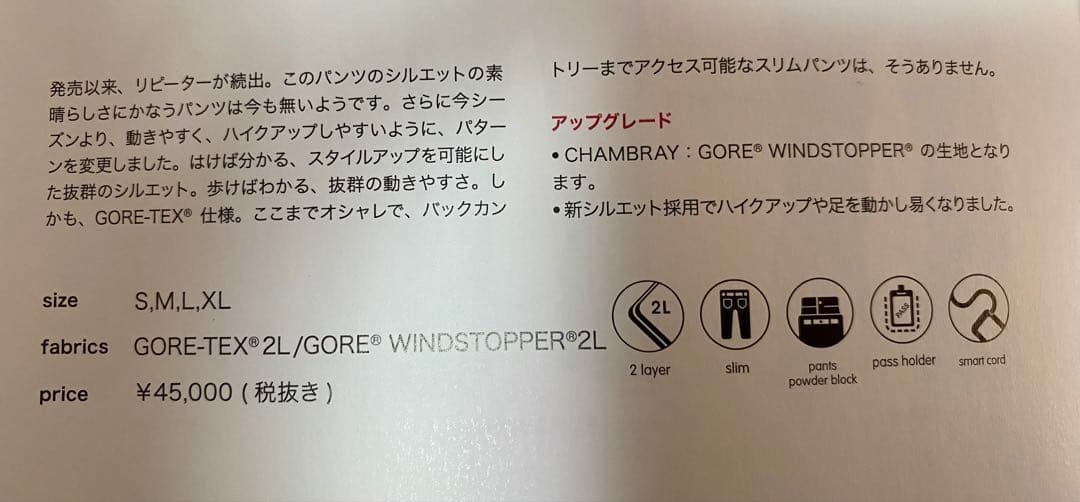 発売以来、リピーターが続出。このパンツのシルエットの素
晴らしさにかなうパンツは今も無いようです。さらに今シー
ズンより、動きやすく、ハイクアップしやすいように、パター
ンを変更しました。はけば分かる、スタイルアップを可能にし
た抜群のシルエット。歩けばわかる、抜群の動きやすさ。し
かも、GORE-TEX® 仕様。ここまでオシャレで、バックカン
トリーまでアクセス可能なスリムパンツは、そうありません。
アップグレード
• CHAMBRAY：GORE® WINDSTOPPER® の生地となり
ます。
• 新シルエット採用でハイクアップや足を動かし易くなりました。
size S,M,L,XL
fabrics GORE-TEX®2L/GORE® WINDSTOPPER®2L
price ¥45,000 ( 税抜き )
2L
2 layer
slim
pants
powder block
PASS
pass holder
smart cord